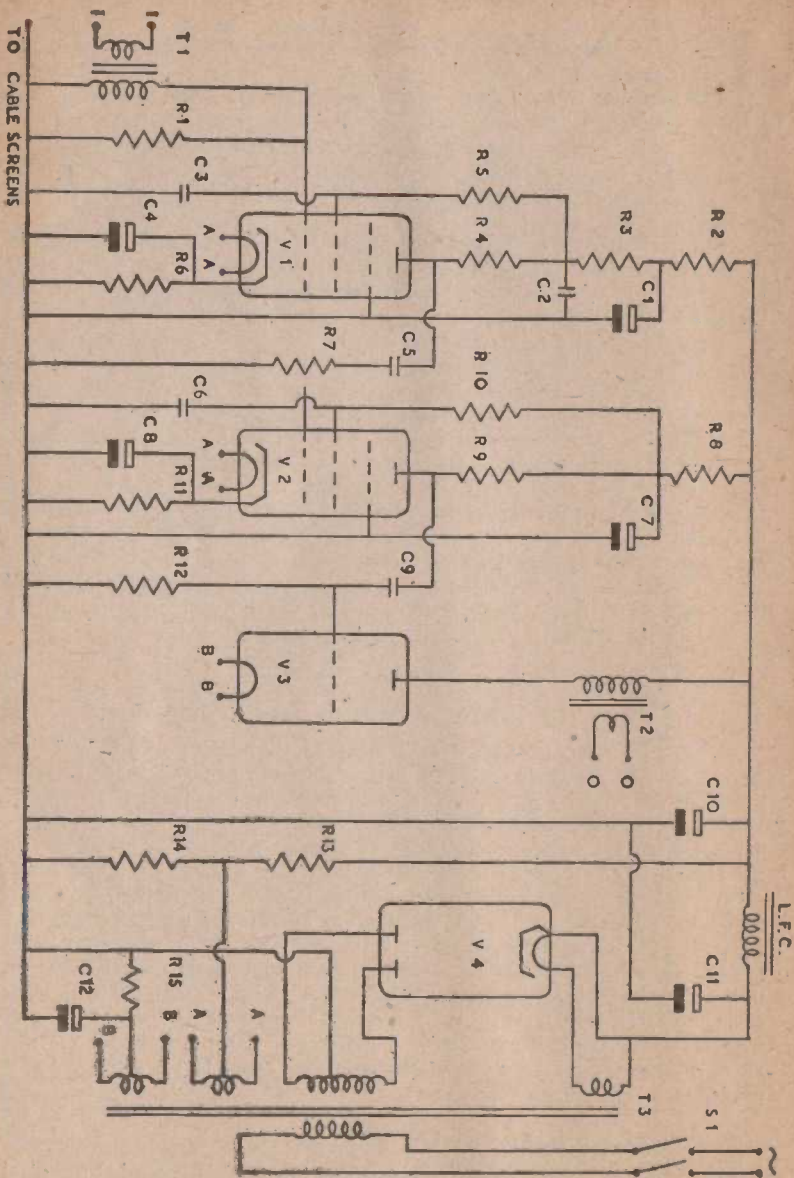 L.F.C.
~
R2
R8
C10
S1
C1
C7
T2
C11
T3
R3
O O
C2
R5
R4
R10
R9
V4
C5
C9
R7
R13
V1
V2
V3
A A
A A
B B
C3
C6
A
A
B
B
T1
R1
R6
R11
R12
R14
R15
C4
C8
C12
I I
TO CABLE SCREENS